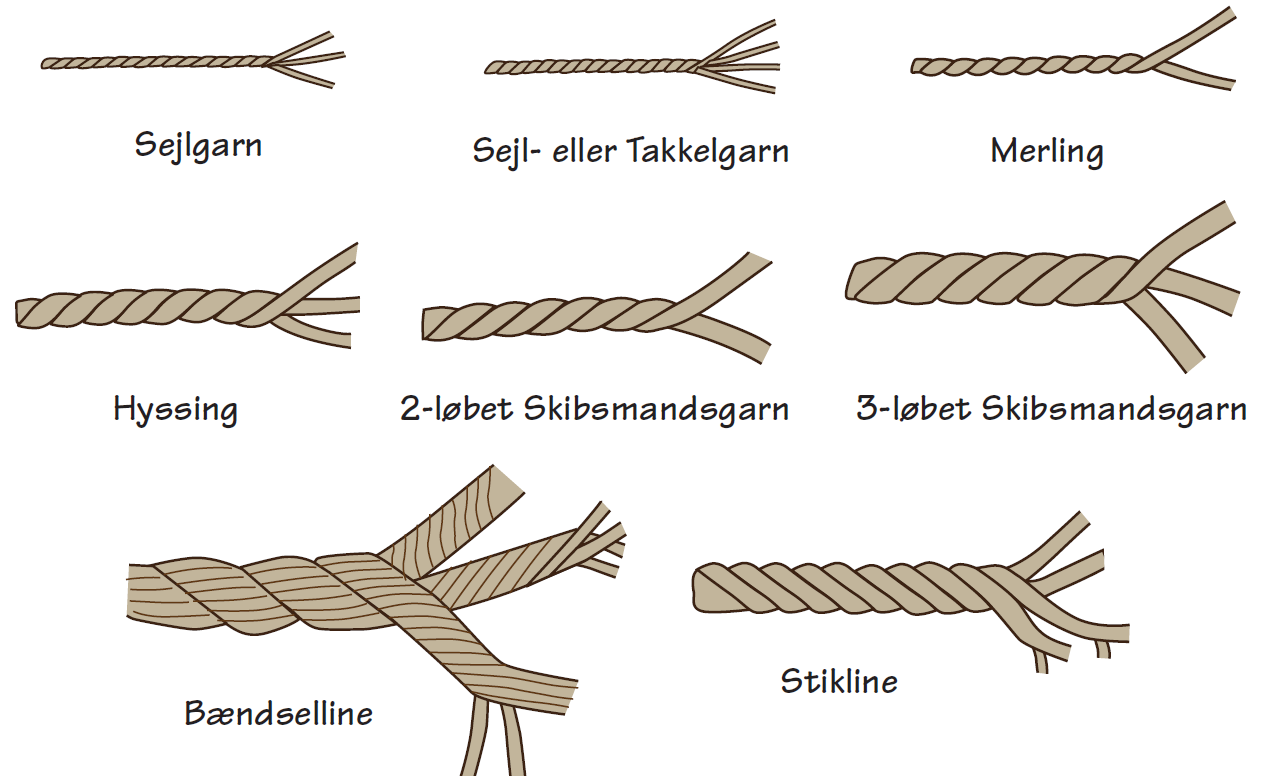 Sejlgarn
Sejl- eller Takkelgarn
Merling
Hyssing
2-løbet Skibsmandsgarn
3-løbet Skibsmandsgarn
Bændselline
Stikline